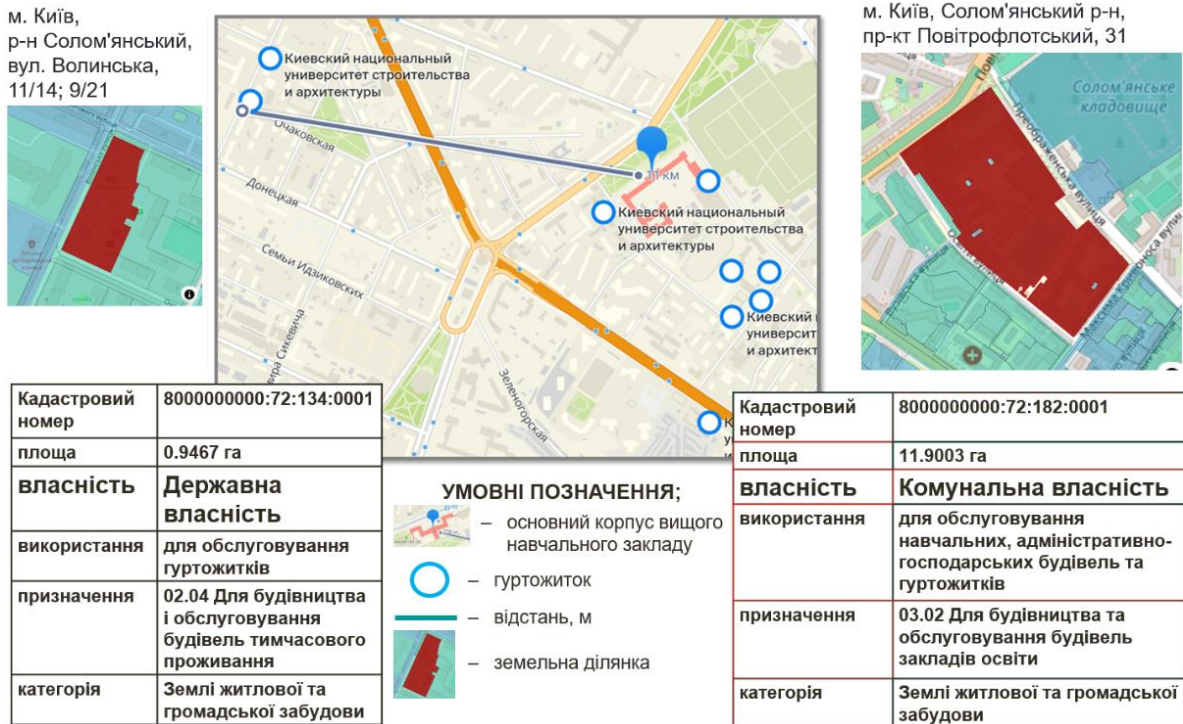 м. Київ,
р-н Солом'янський,
вул. Волинська,
11/14; 9/21
Киевский национальный
университет строительства
и архитектуры
Очаковская
Донецкая
Семьи Идзиковских
Зеленогорская
1,1 км
Киевский национальный
университет строительства
и архитектуры
Киевский
университ
и архитект
м. Київ, Солом'янський р-н,
пр-кт Повітрофлотський, 31
Солом'янське
кладовище
Преображенська вулиця
Кадастровий
номер
8000000000:72:134:0001
площа
0.9467 га
власність
Державна
власність
використання
для обслуговування
гуртожитків
призначення
02.04 Для будівництва
і обслуговування
будівель тимчасового
проживання
категорія
Землі житлової та
громадської забудови
УМОВНІ ПОЗНАЧЕННЯ;
– основний корпус вищого
навчального закладу
– гуртожиток
– відстань, м
– земельна ділянка
Кадастровий
номер
8000000000:72:182:0001
площа
11.9003 га
власність
Комунальна власність
використання
для обслуговування
навчальних, адміністративно-
господарських будівель та
гуртожитків
призначення
03.02 Для будівництва та
обслуговування будівель
закладів освіти
категорія
Землі житлової та громадської
забудови